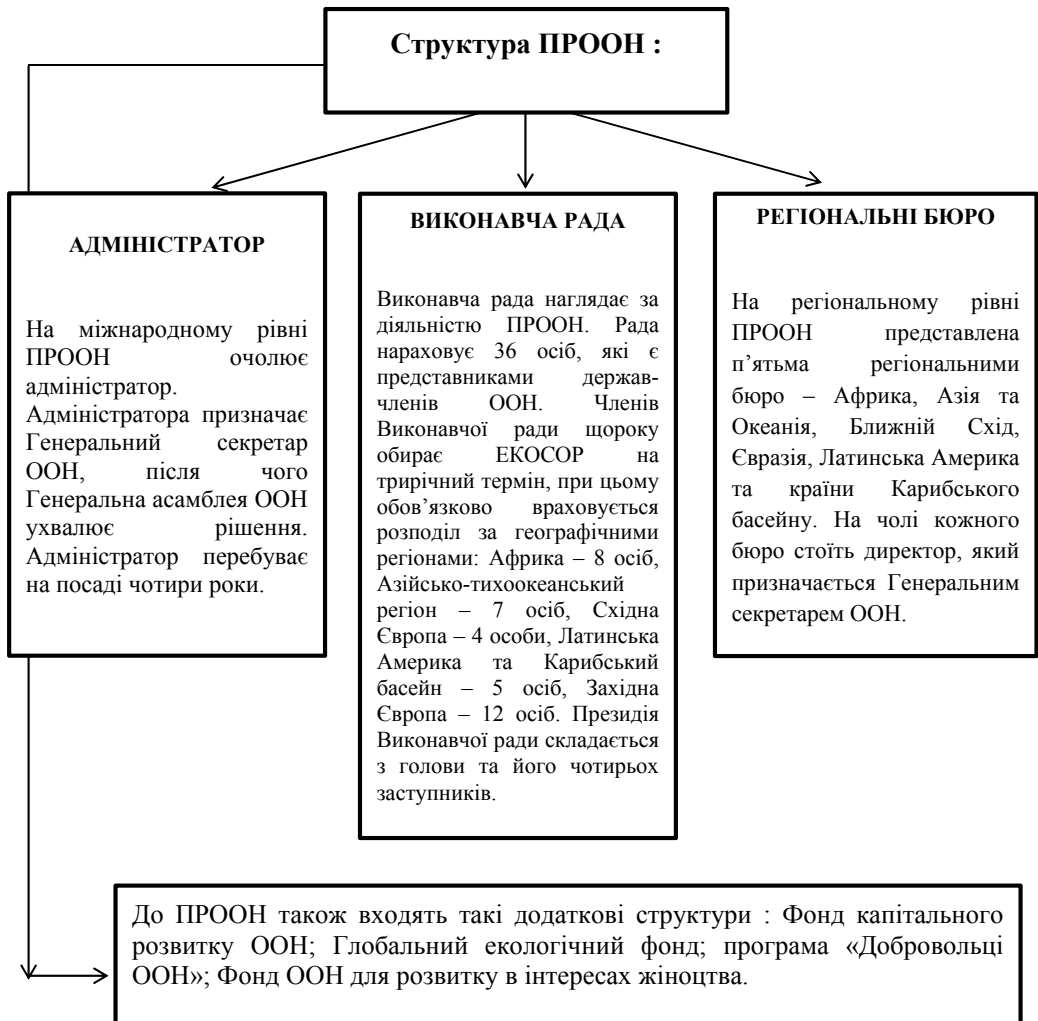 Структура ПРООН :
АДМІНІСТРАТОР
На міжнародному рівні
ПРООН очолює
адміністратор.
Адміністратора призначає
Генеральний секретар
ООН, після чого
Генеральна асамблея ООН
ухвалює рішення.
Адміністратор перебуває
на посаді чотири роки.
ВИКОНАВЧА РАДА
Виконавча рада наглядає за
діяльністю ПРООН. Рада
нараховує 36 осіб, які є
представниками держав-
членів ООН. Членів
Виконавчої ради щороку
обирає ЕКОСОР на
трирічний термін, при цьому
обов’язково враховується
розподіл за географічними
регіонами: Африка – 8 осіб,
Азійсько-тихоокеанський
регіон – 7 осіб, Східна
Європа – 4 особи, Латинська
Америка та Карибський
басейн – 5 осіб, Західна
Європа – 12 осіб. Президія
Виконавчої ради складається
з голови та його чотирьох
заступників.
РЕГІОНАЛЬНІ БЮРО
На регіональному рівні
ПРООН представлена
п’ятьма регіональними
бюро – Африка, Азія та
Океанія, Ближній Схід,
Євразія, Латинська Америка
та країни Карибського
басейну. На чолі кожного
бюро стоїть директор, який
призначається Генеральним
секретарем ООН.
До ПРООН також входять такі додаткові структури : Фонд капітального
розвитку ООН; Глобальний екологічний фонд; програма «Добровольці
ООН»; Фонд ООН для розвитку в інтересах жіноцтва.